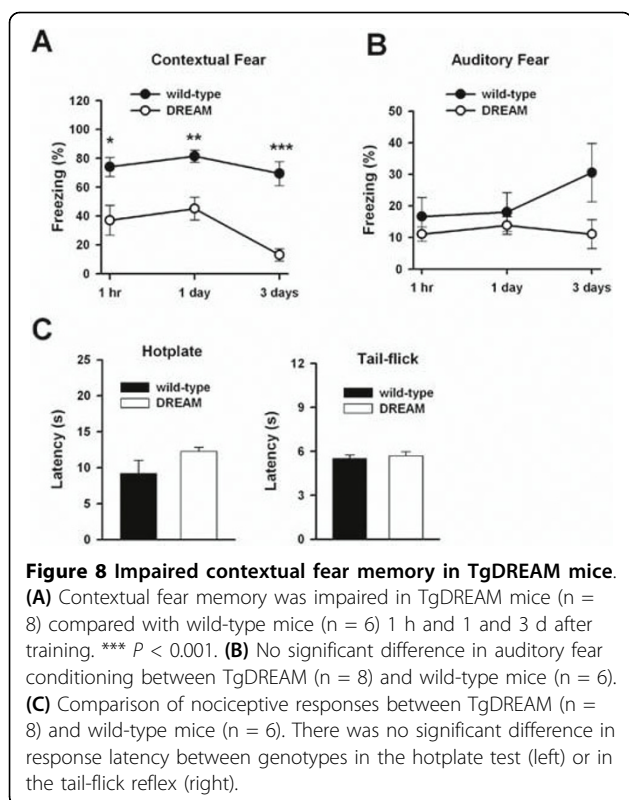 A
Contextual Fear
wild-type
DREAM
120
100
80
60
40
20
0
Freezing (%)
*
**
***
1 hr
1 day
3 days
B
Auditory Fear
wild-type
DREAM
50
40
30
20
10
0
Freezing (%)
1 hr
1 day
3 days
C
Hotplate
wild-type
DREAM
25
20
15
10
5
0
Latency (s)
Tail-flick
wild-type
DREAM
12
9
6
3
0
Latency (s)
Figure 8 Impaired contextual fear memory in TgDREAM mice.
(A) Contextual fear memory was impaired in TgDREAM mice (n =
8) compared with wild-type mice (n = 6) 1 h and 1 and 3 d after
training. *** P < 0.001. (B) No significant difference in auditory fear
conditioning between TgDREAM (n = 8) and wild-type mice (n = 6).
(C) Comparison of nociceptive responses between TgDREAM (n =
8) and wild-type mice (n = 6). There was no significant difference in
response latency between genotypes in the hotplate test (left) or in
the tail-flick reflex (right).